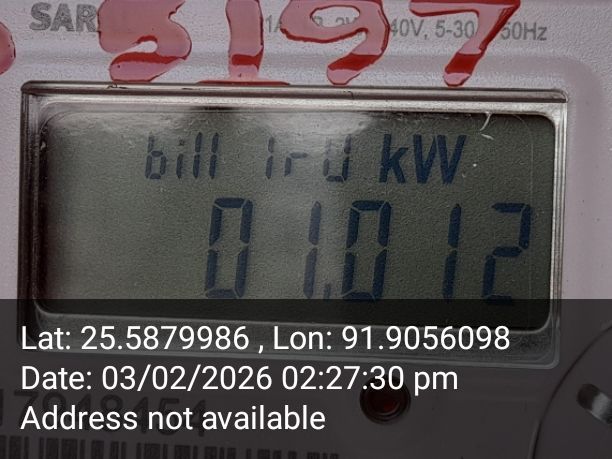 SAR
40V, 5-30 50Hz
3197
bill 1rU kW
01.012
Lat: 25.5879986 , Lon: 91.9056098
Date: 03/02/2026 02:27:30 pm
Address not available